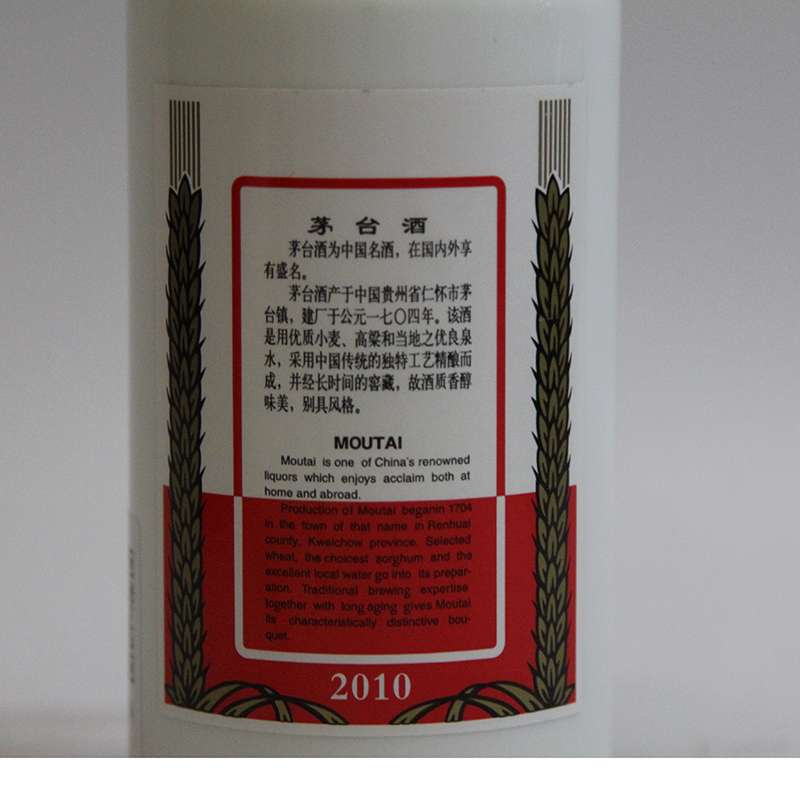 茅台酒
茅台酒为中国名酒，在国内外享
有盛名。
茅台酒产于中国贵州省仁怀市茅
台镇，建厂于公元一七〇四年。该酒
是用优质小麦、高粱和当地之优良泉
水，采用中国传统的独特工艺精酿而
成，并经长时间的窖藏，故酒质香醇
味美，别具风格。
MOUTAI
Moutai is one of China's renowned
liquors which enjoys acclaim both at
home and abroad.
Production of Moutai beganin 1704
in the town of that name in Renhuai
county, Kweichow province. Selected
wheat, the choicest sorghum and the
excellent local water go into its prepar-
ation. Traditional brewing expertise
together with long aging gives Moutai
its characteristically distinctive bou-
quet.
2010